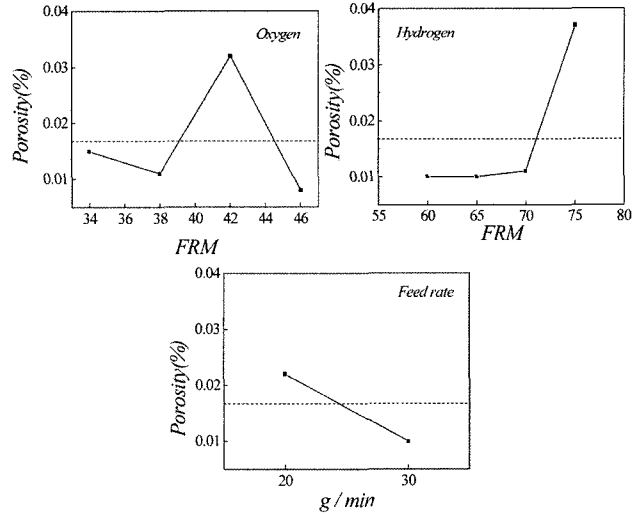 0.04
0.03
0.02
0.01
Porosity(%)
Oxygen
34 36 38 40 42 44 46
FRM
0.04
0.03
0.02
0.01
Porosity(%)
Hydrogen
55 60 65 70 75 80
FRM
0.04
0.03
0.02
0.01
Porosity(%)
Feed rate
20 30
g / min